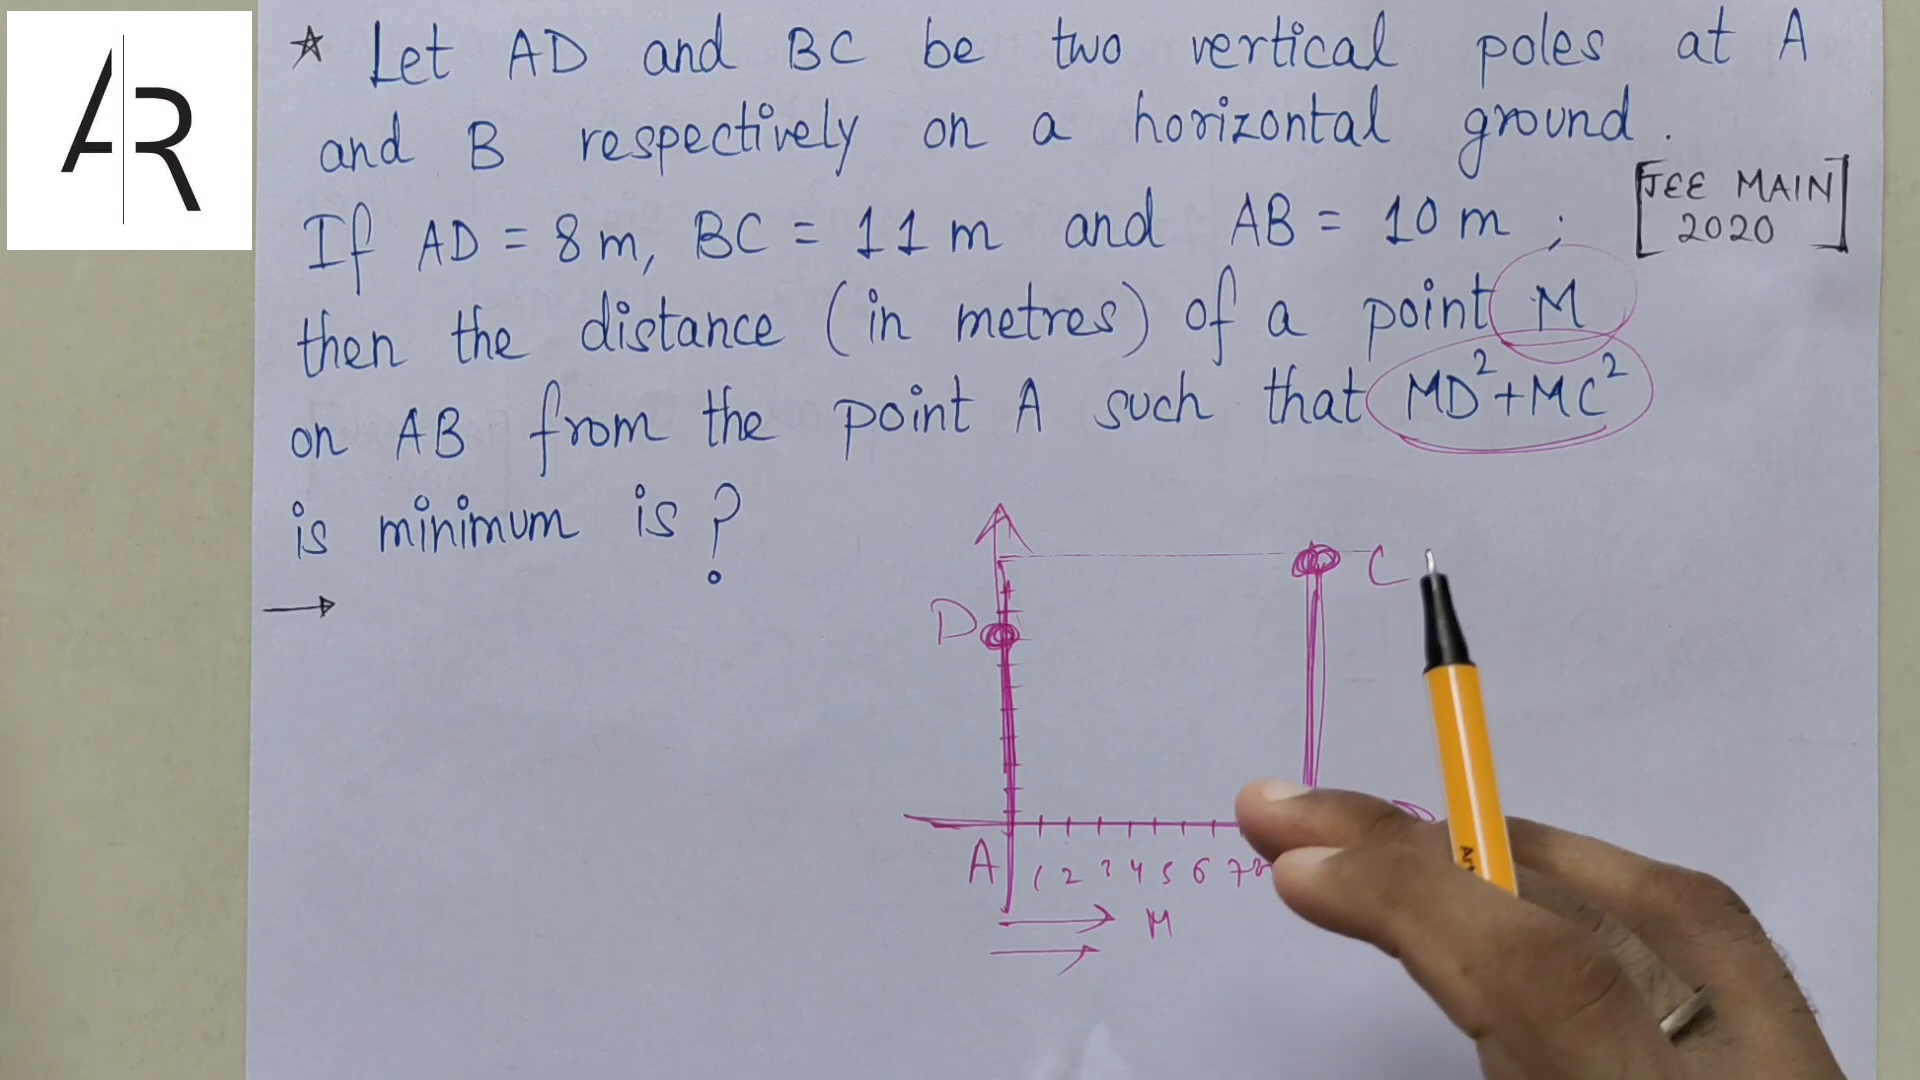 AR
☆ Let AD and BC be two vertical poles at A
and B respectively on a horizontal ground.
If AD = 8 m, BC = 11 m and AB = 10 m ;
[JEE MAIN
2020]
then the distance (in metres) of a point M
on AB from the point A such that MD²+MC²
is minimum is ?
→
C
D
A 1 2 3 4 5 6 7 8
M